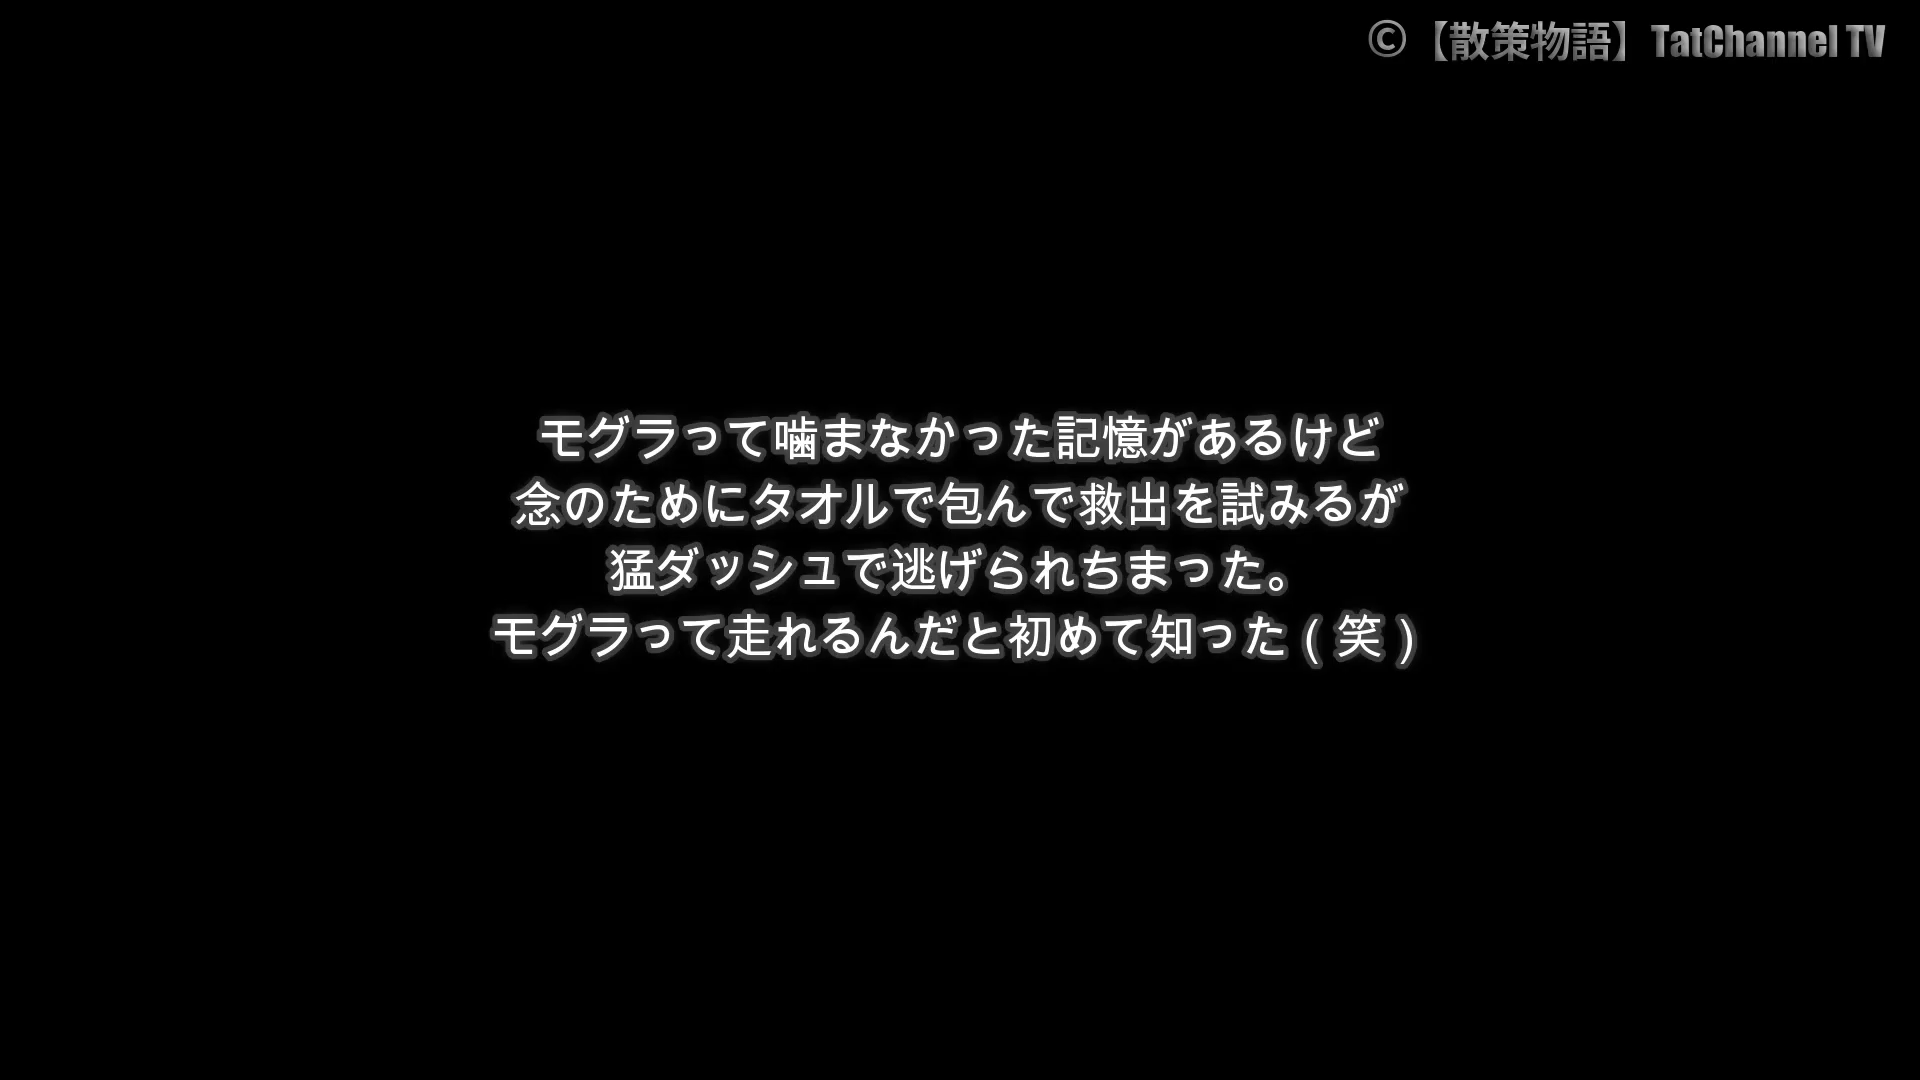 © 【散策物語】 TatChannel TV
モグラって噛まなかった記憶があるけど
念のためにタオルで包んで救出を試みるが
猛ダッシュで逃げられちまった。
モグラって走れるんだと初めて知った(笑)